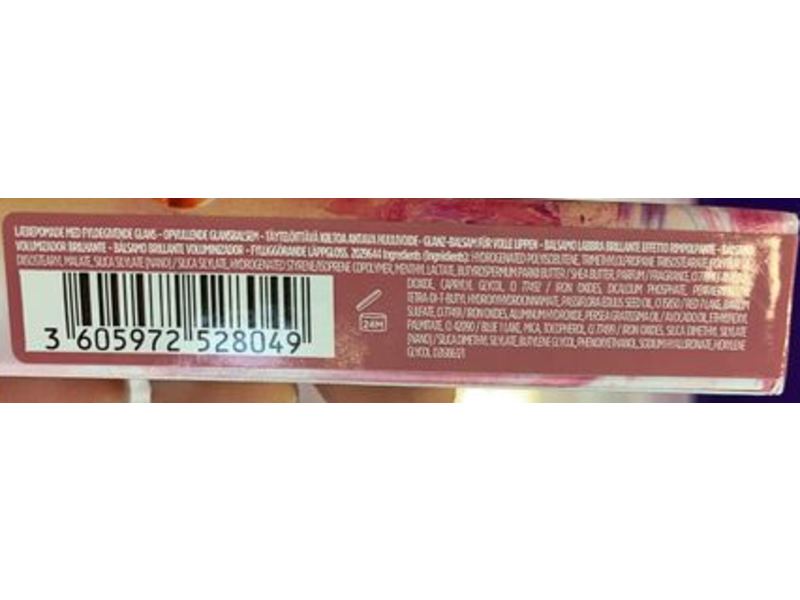 LÆBEPOMADE MED FYLDEGIVENDE GLANS - OPVULLENDE GLANSBALSEM - TÄYTELÖITTÄVÄ KIILTOA ANTAVA HUULIVOIDE - GLANZ-BALSAM FÜR VOLLE LIPPEN - BALSAMO LABBRA BRILLANTE EFFETTO RIMPOLPANTE - BÁLSAMO
VOLUMIZADOR BRILHANTE - BÁLSAMO BRILLANTE VOLUMINIZADOR - FYLLIGGÖRANDE LÄPPGLOSS. 2029644 Ingredients (Ingrédients): HYDROGENATED POLYISOBUTENE, TRIMETHYLOLPROPANE TRIISOSTEARATE,
DIISOSTEARYL MALATE, SILICA SILYLATE [NANO] / SILICA SILYLATE, HYDROGENATED STYRENE/ISOPRENE COPOLYMER, MENTHYL LACTATE, BUTYROSPERMUM PARKII BUTTER / SHEA BUTTER, PARFUM / FRAGRANCE,
DIOXIDE, CAPRYLYL GLYCOL, CI 77492 / IRON OXIDES, DICALCIUM PHOSPHATE,
TETRA-DI-T-BUTYL HYDROXYHYDROCINNAMATE, PASSIFLORA EDULIS SEED OIL, CI 15850 / RED 7 LAKE, BARIUM
SULFATE, CI 77491 / IRON OXIDES, ALUMINUM HYDROXIDE, PERSEA GRATISSIMA OIL / AVOCADO OIL, ETHYLHEXYL
PALMITATE, CI 42090 / BLUE 1 LAKE, MICA, TOCOPHEROL, CI 77499 / IRON OXIDES, SILICA DIMETHYL SILYLATE
[NANO] / SILICA DIMETHYL SILYLATE, BUTYLENE GLYCOL, PHENOXYETHANOL, SODIUM HYALURONATE, HEXYLENE
GLYCOL
24M
3 605972 528049